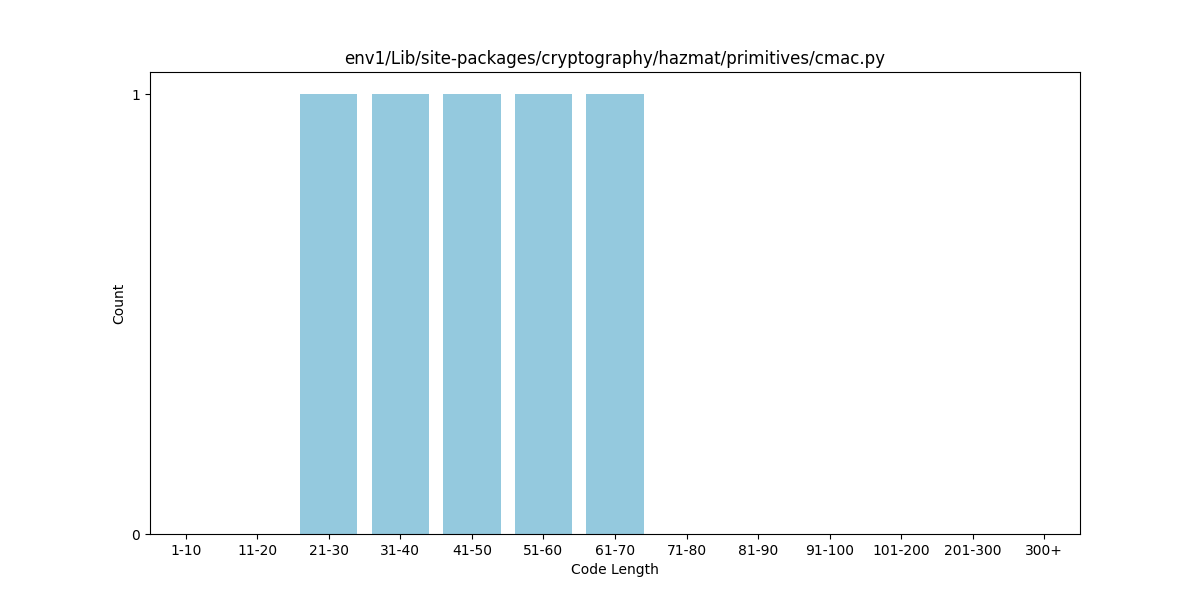 env1/Lib/site-packages/cryptography/hazmat/primitives/cmac.py
1
Count
0
1-10 11-20 21-30 31-40 41-50 51-60 61-70 71-80 81-90 91-100 101-200 201-300 300+
Code Length